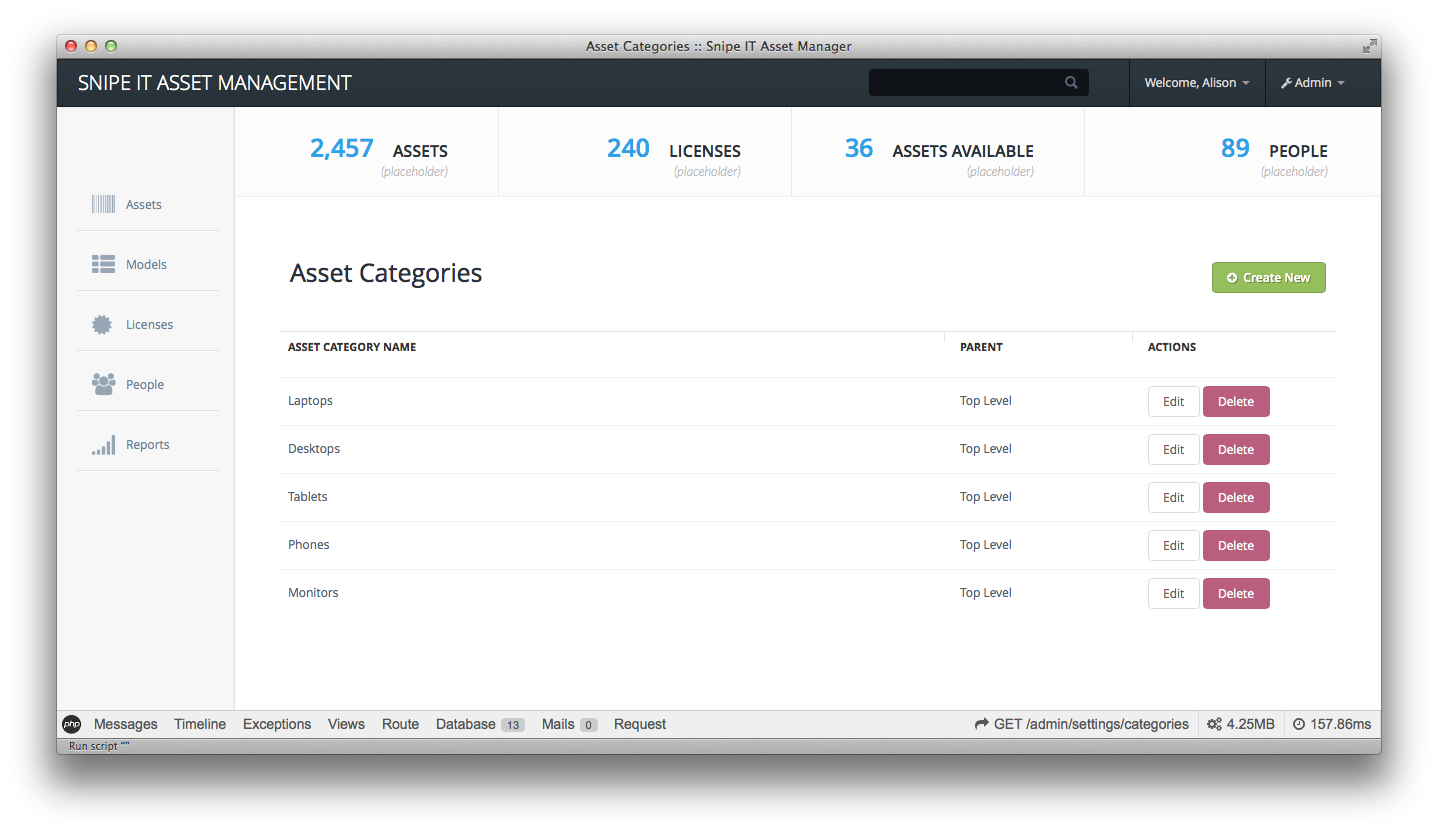 Asset Categories :: Snipe IT Asset Manager
SNIPE IT ASSET MANAGEMENT
Welcome, Alison
Admin
2,457 ASSETS
(placeholder)
240 LICENSES
(placeholder)
36 ASSETS AVAILABLE
(placeholder)
89 PEOPLE
(placeholder)
Assets
Models
Licenses
People
Reports
Asset Categories
Create New
ASSET CATEGORY NAME PARENT ACTIONS
Laptops Top Level Edit Delete
Desktops Top Level Edit Delete
Tablets Top Level Edit Delete
Phones Top Level Edit Delete
Monitors Top Level Edit Delete
php Messages Timeline Exceptions Views Route Database 13 Mails 0 Request GET /admin/settings/categories 4.25MB 157.86ms
Run script “”